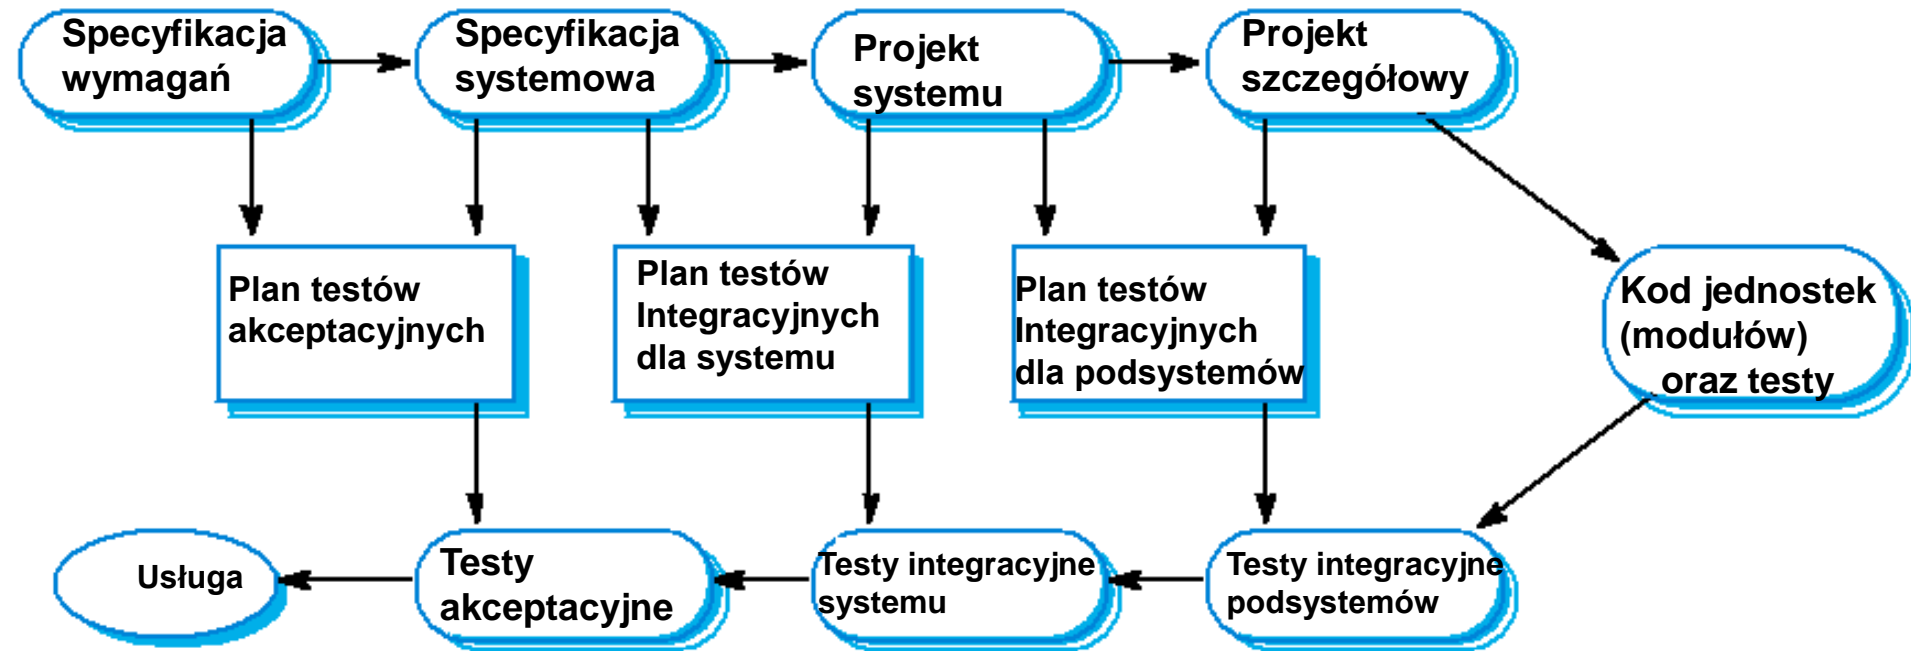 Specyfikacja
wymagań
Specyfikacja
systemowa
Projekt
systemu
Projekt
szczegółowy
Plan testów
akceptacyjnych
Plan testów
Integracyjnych
dla systemu
Plan testów
Integracyjnych
dla podsystemów
Kod jednostek
(modułów)
oraz testy
Usługa
Testy
akceptacyjne
Testy integracyjne
systemu
Testy integracyjne
podsystemów